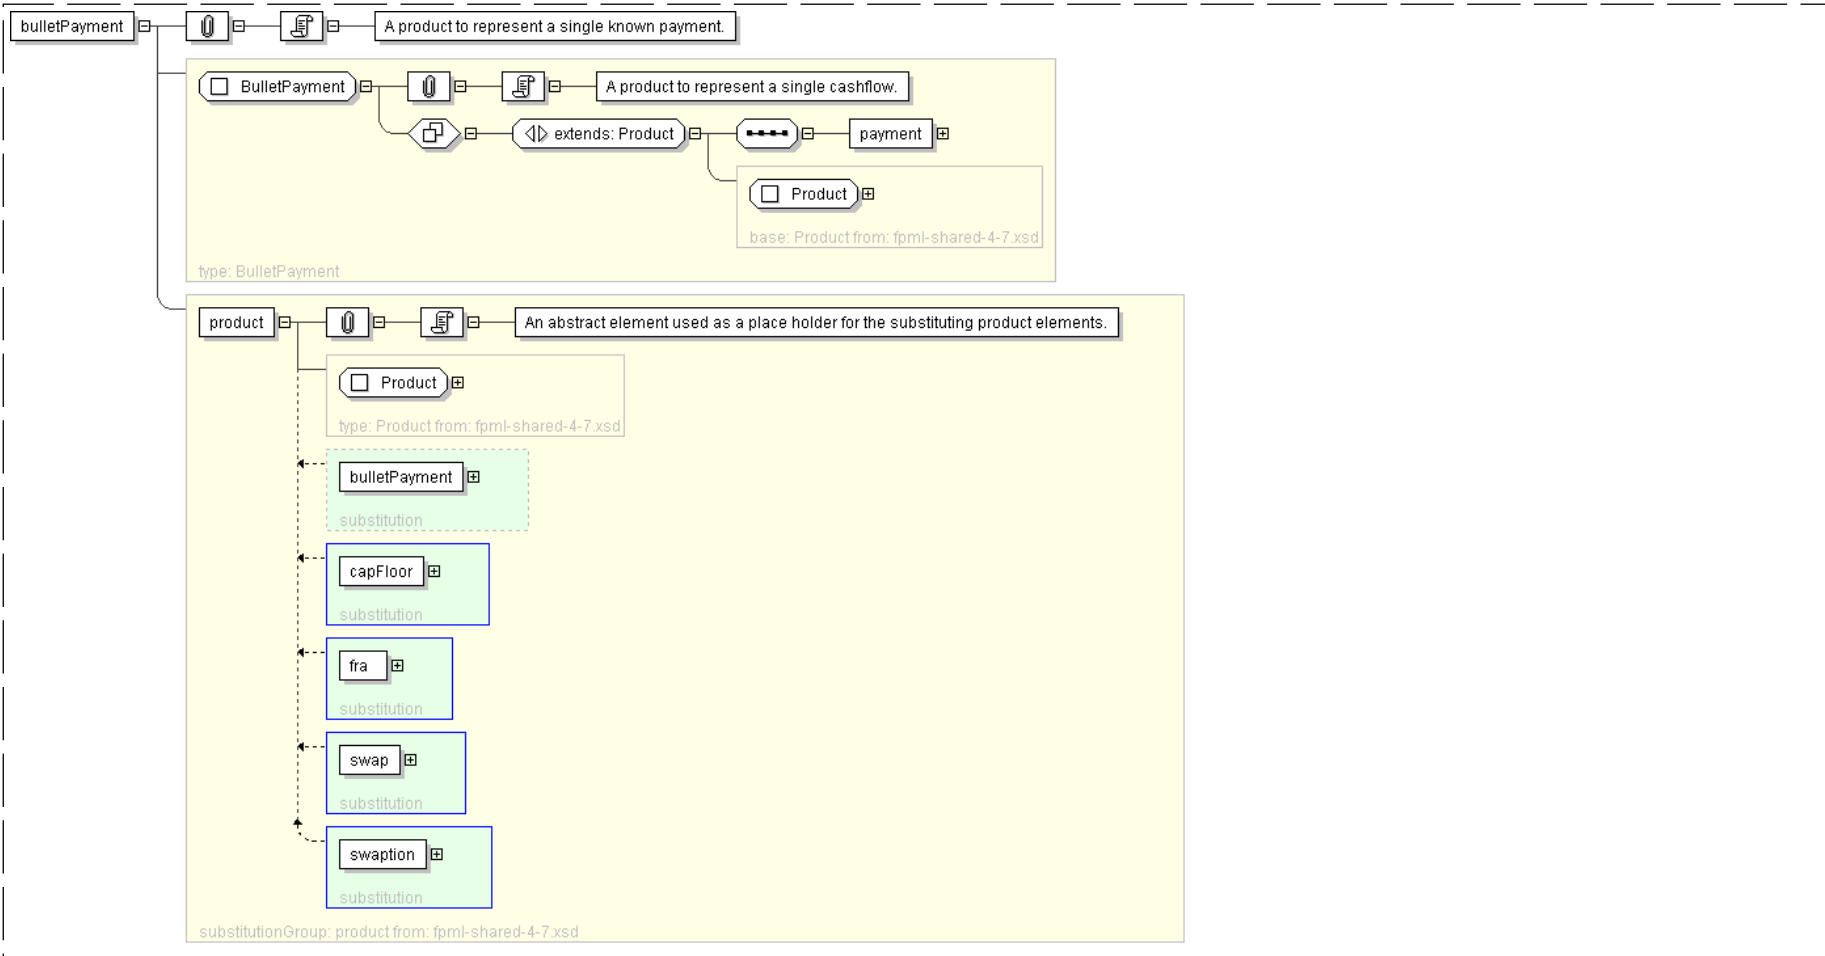 bulletPayment A product to represent a single known payment.
BulletPayment A product to represent a single cashflow.
extends: Product payment
Product
base: Product from: fpml-shared-4-7.xsd
type: BulletPayment
product An abstract element used as a place holder for the substituting product elements.
Product
type: Product from: fpml-shared-4-7.xsd
bulletPayment
substitution
capFloor
substitution
fra
substitution
swap
substitution
swaption
substitution
substitutionGroup: product from: fpml-shared-4-7.xsd